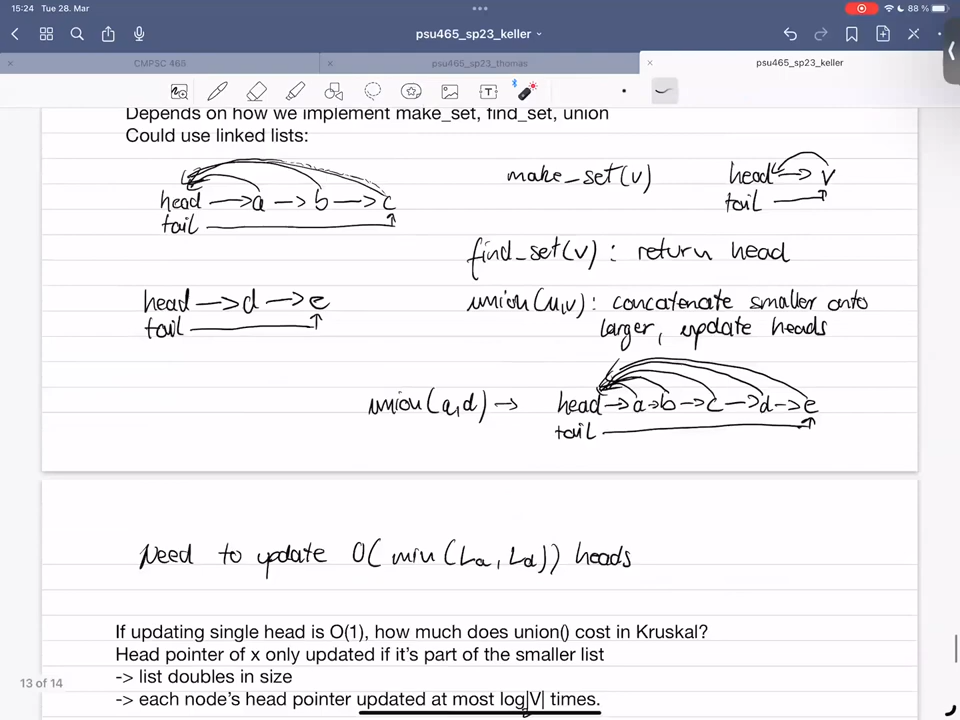 15:24 Tue 28. Mar
88 %
psu465_sp23_keller
CMPSC 465
psu465_sp23_thomas
psu465_sp23_keller
Depends on how we implement make_set, find_set, union
Could use linked lists:
head → a → b → c
tail
make_set(v)
head → v
tail
find_set(v) : return head
head → d → e
tail
union(u,v): concatenate smaller onto
larger, update heads
union(a,d) →
head → a → b → c → d → e
tail
Need to update O(min(La, Ld)) heads
If updating single head is O(1), how much does union() cost in Kruskal?
Head pointer of x only updated if it's part of the smaller list
-> list doubles in size
13 of 14
-> each node's head pointer updated at most log|V| times.